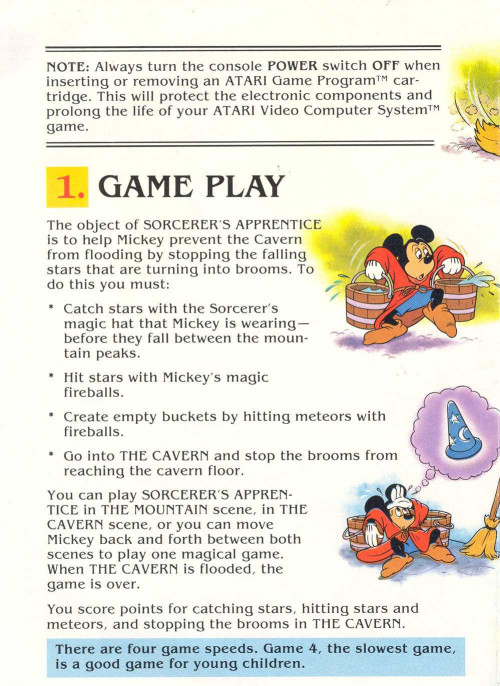 NOTE: Always turn the console POWER switch OFF when
inserting or removing an ATARI Game Program™ car-
tridge. This will protect the electronic components and
prolong the life of your ATARI Video Computer System™
game.
1. GAME PLAY
The object of SORCERER'S APPRENTICE
is to help Mickey prevent the Cavern
from flooding by stopping the falling
stars that are turning into brooms. To
do this you must:
* Catch stars with the Sorcerer's
magic hat that Mickey is wearing—
before they fall between the moun-
tain peaks.
* Hit stars with Mickey's magic
fireballs.
* Create empty buckets by hitting meteors with
fireballs.
* Go into THE CAVERN and stop the brooms from
reaching the cavern floor.
You can play SORCERER'S APPREN-
TICE in THE MOUNTAIN scene, in THE
CAVERN scene, or you can move
Mickey back and forth between both
scenes to play one magical game.
When THE CAVERN is flooded, the
game is over.
You score points for catching stars, hitting stars and
meteors, and stopping the brooms in THE CAVERN.
There are four game speeds. Game 4, the slowest game,
is a good game for young children.